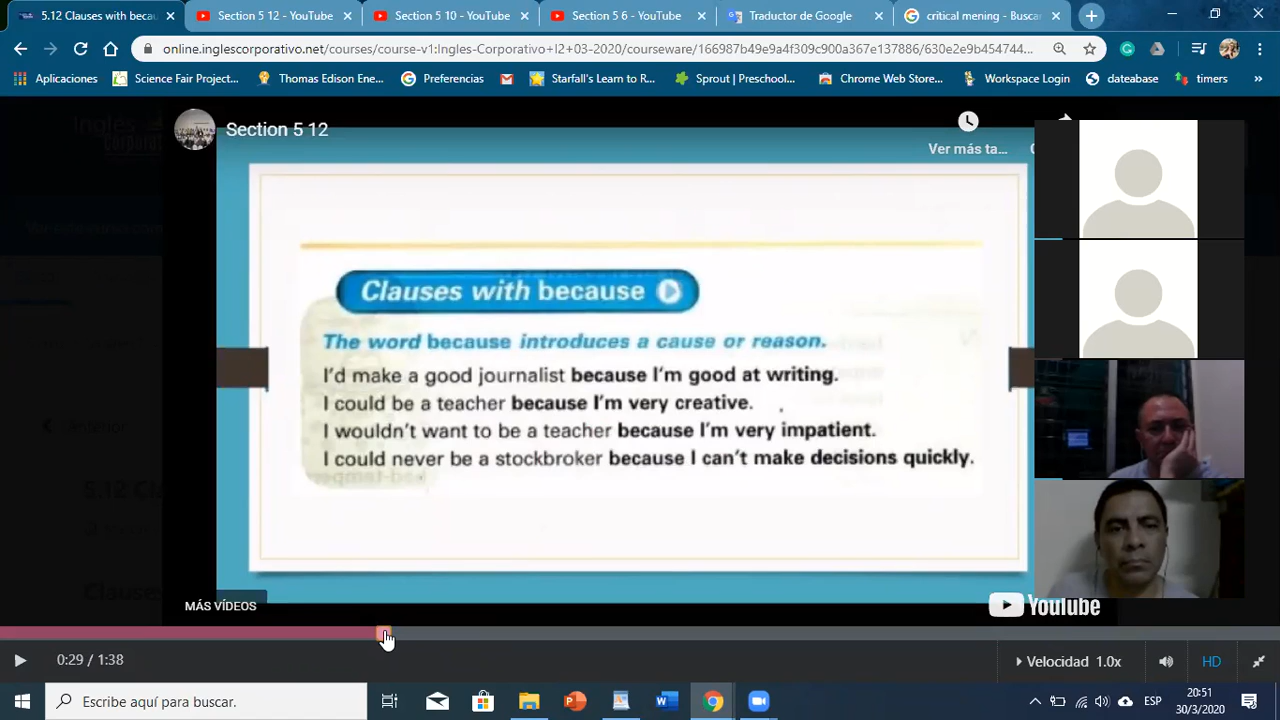 5.12 Clauses with becau
Section 5 12 - YouTube
Section 5 10 - YouTube
Section 5 6 - YouTube
Traductor de Google
critical mening - Buscar
online.inglescorporativo.net/courses/course-v1:Ingles-Corporativo+I2+03-2020/courseware/166987b49e9a4f309c900a567e137886/630e2e9b454744...
Aplicaciones
Science Fair Project...
Thomas Edison Ene...
Preferencias
Starfall's Learn to R...
Sprout | Preschool...
Chrome Web Store...
Workspace Login
dateabase
timers
Section 5 12
Ver más ta...
Clauses with because
The word because introduces a cause or reason.
I'd make a good journalist because I'm good at writing.
I could be a teacher because I'm very creative.
I wouldn't want to be a teacher because I'm very impatient.
I could never be a stockbroker because I can't make decisions quickly.
5.12 Cla
Clauses
MÁS VÍDEOS
YouTube
0:29 / 1:38
Velocidad 1.0x
HD
Escribe aquí para buscar.
ESP
20:51
30/3/2020